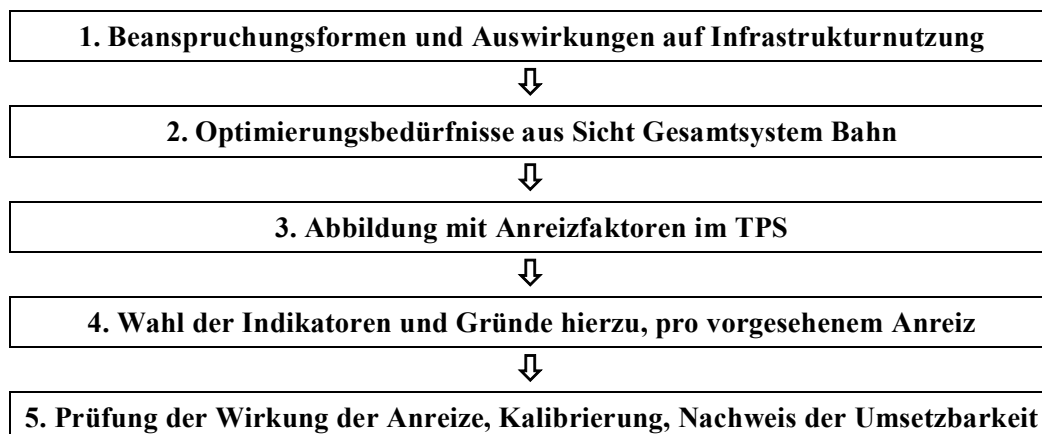 1. Beanspruchungsformen und Auswirkungen auf Infrastrukturnutzung
2. Optimierungsbedürfnisse aus Sicht Gesamtsystem Bahn
3. Abbildung mit Anreizfaktoren im TPS
4. Wahl der Indikatoren und Gründe hierzu, pro vorgesehenem Anreiz
5. Prüfung der Wirkung der Anreize, Kalibrierung, Nachweis der Umsetzbarkeit